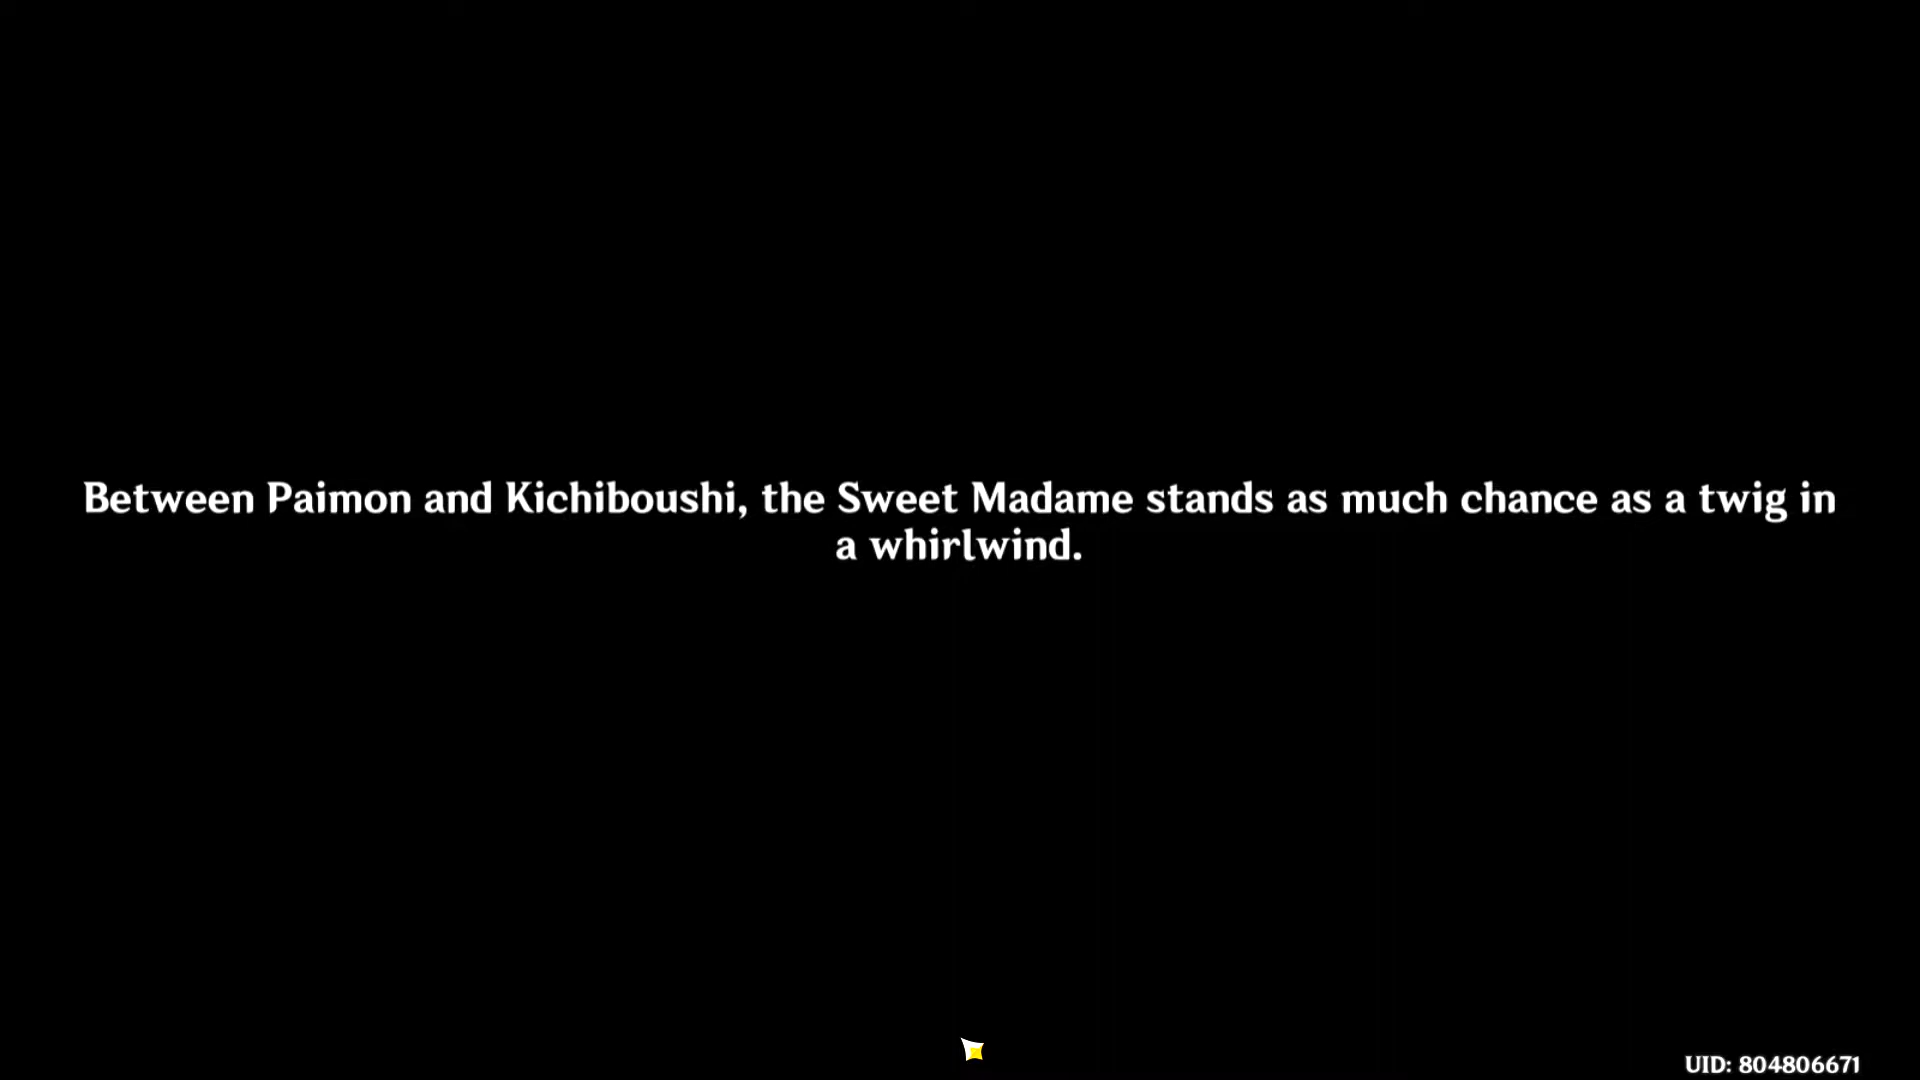 Between Paimon and Kichiboushi, the Sweet Madame stands as much chance as a twig in
a whirlwind.
UID: 804806671